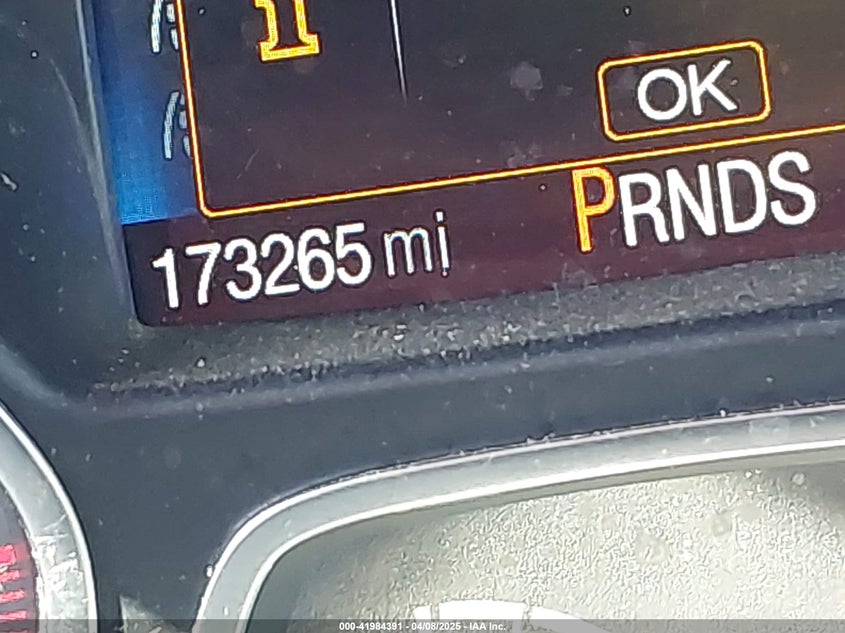 OK
PRNDS
173265 mi
000-41984391 - 04/08/2025 - IAA Inc.